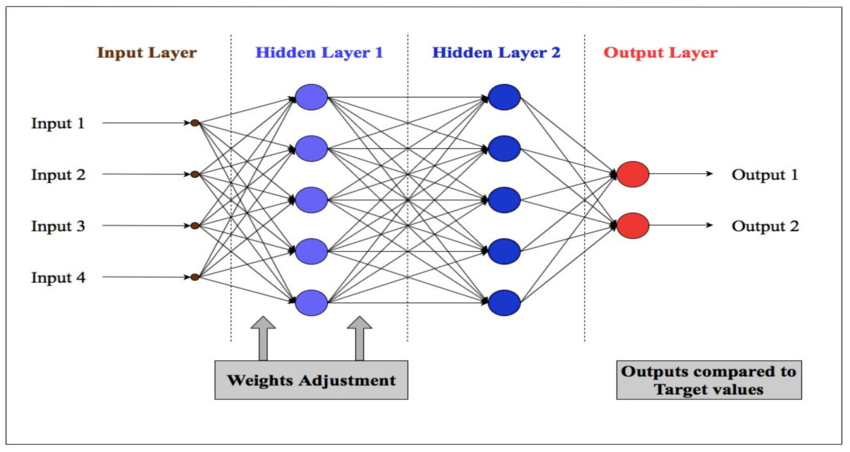 Input Layer
Hidden Layer 1
Hidden Layer 2
Output Layer
Input 1
Input 2
Input 3
Input 4
Output 1
Output 2
Weights Adjustment
Outputs compared to
Target values